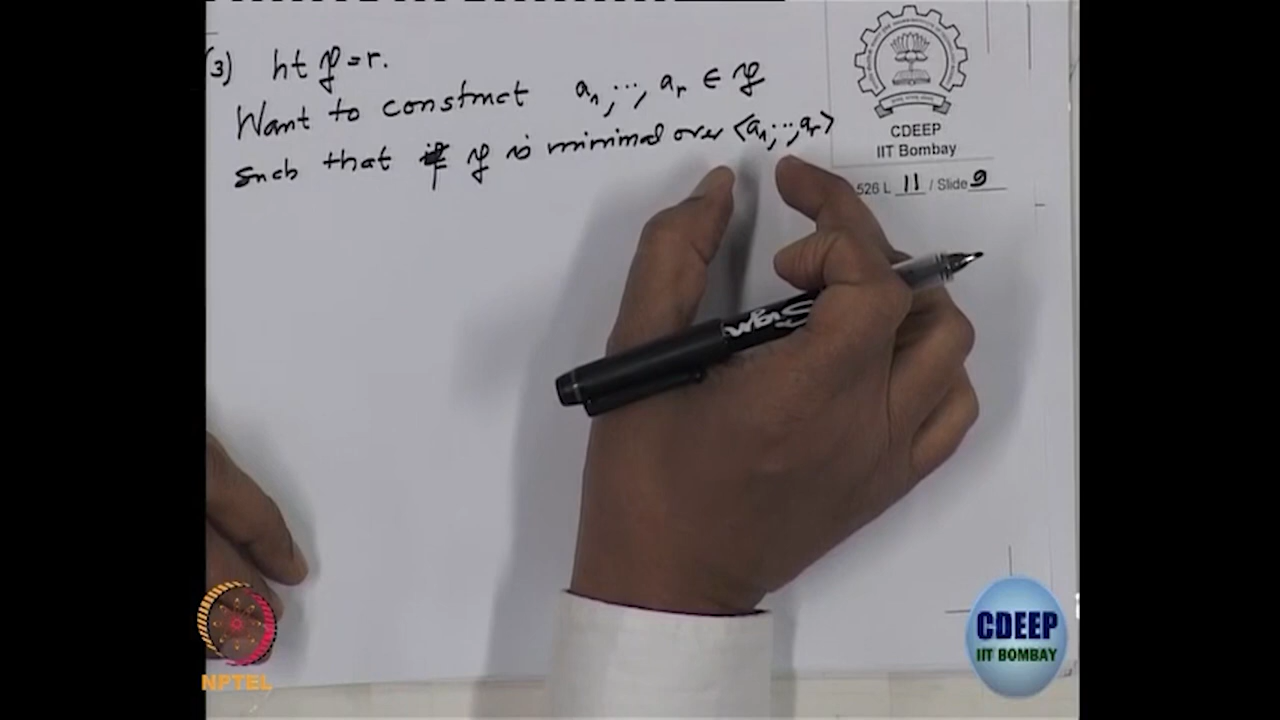 (3) ht 𝔭 = r.
Want to construct a₁, ..., aᵣ ∈ 𝔭
such that 𝔭 is minimal over ⟨a₁, ..., aᵣ⟩
CDEEP
IIT Bombay
526 L 11 / Slide 9
NPTEL
CDEEP
IIT BOMBAY